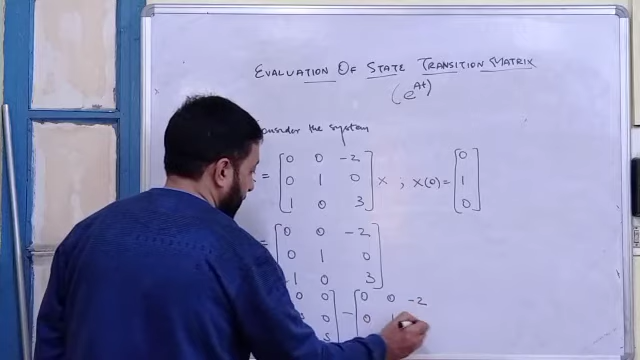 EVALUATION OF STATE TRANSITION MATRIX
(e^At)
the system
= [0 0 -2
0 1 0
1 0 3] X ; X(0) = [0
1
0]
= [0 0 -2
0 1 0
1 0 3]
0 0
0
s] - [0 0 -2
0 1